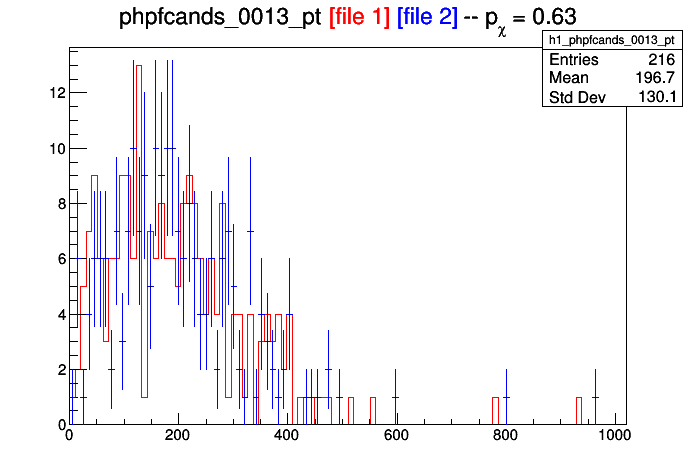 phpfcands_0013_pt [file 1] [file 2] -- pχ = 0.63
h1_phpfcands_0013_pt
Entries 216
Mean 196.7
Std Dev 130.1
12
10
8
6
4
2
0
0 200 400 600 800 1000